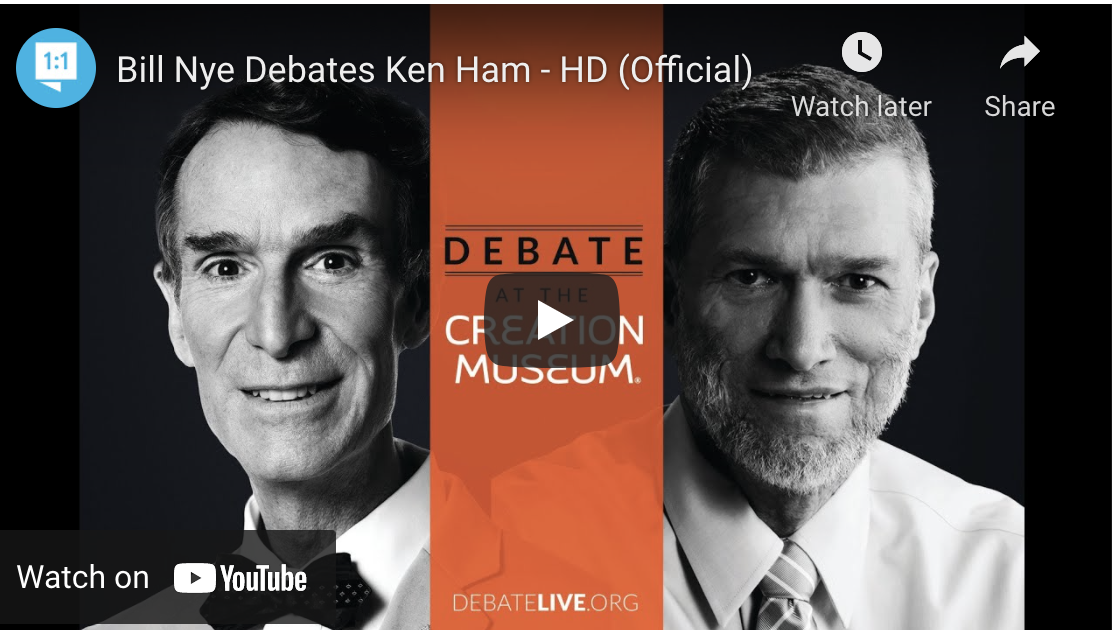 1:1
Bill Nye Debates Ken Ham - HD (Official)
Watch later
Share
DEBATE
AT THE
CREATION
MUSEUM®
Watch on YouTube
DEBATELIVE.ORG